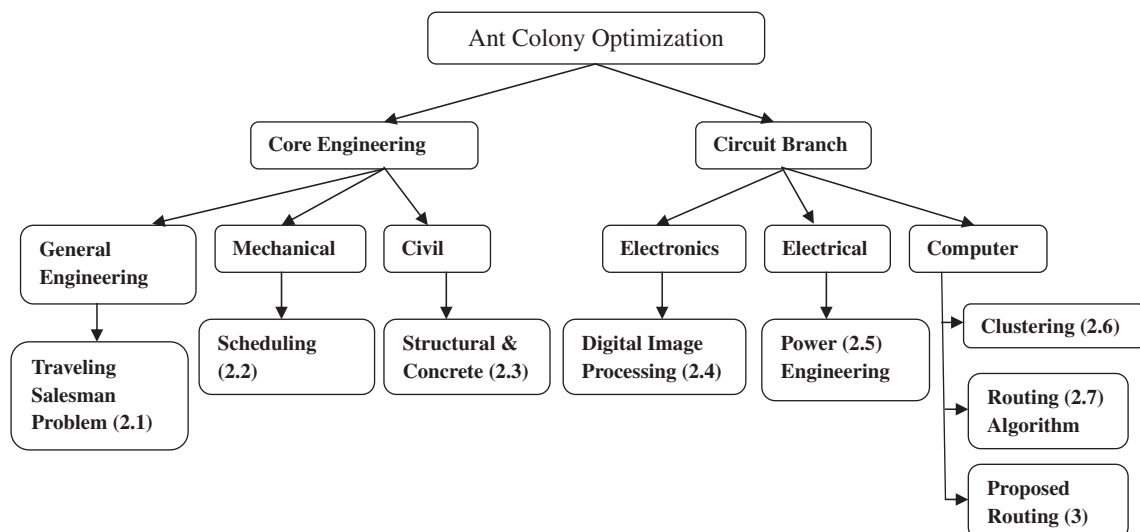 Ant Colony Optimization
Core Engineering
Circuit Branch
General
Engineering
Mechanical
Civil
Electronics
Electrical
Computer
Traveling
Salesman
Problem (2.1)
Scheduling
(2.2)
Structural &
Concrete (2.3)
Digital Image
Processing (2.4)
Power (2.5)
Engineering
Clustering (2.6)
Routing (2.7)
Algorithm
Proposed
Routing (3)